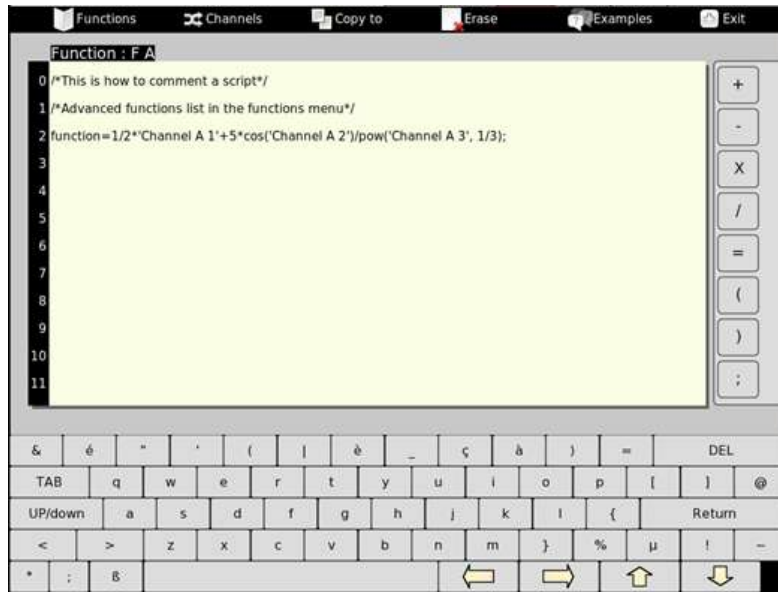 Functions Channels Copy to Erase Examples Exit
Function : F A
0 /*This is how to comment a script*/
1 /*Advanced functions list in the functions menu*/
2 function=1/2*'Channel A 1'+5*cos('Channel A 2')/pow('Channel A 3', 1/3);
3
4
5
6
7
8
9
10
11
+
-
X
/
=
(
)
;
& é " ' ( | è _ ç à ) = DEL
TAB q w e r t y u i o p [ ] @
UP/down a s d f g h j k l { Return
< > z x c v b n m } % µ ! -
* ; ß